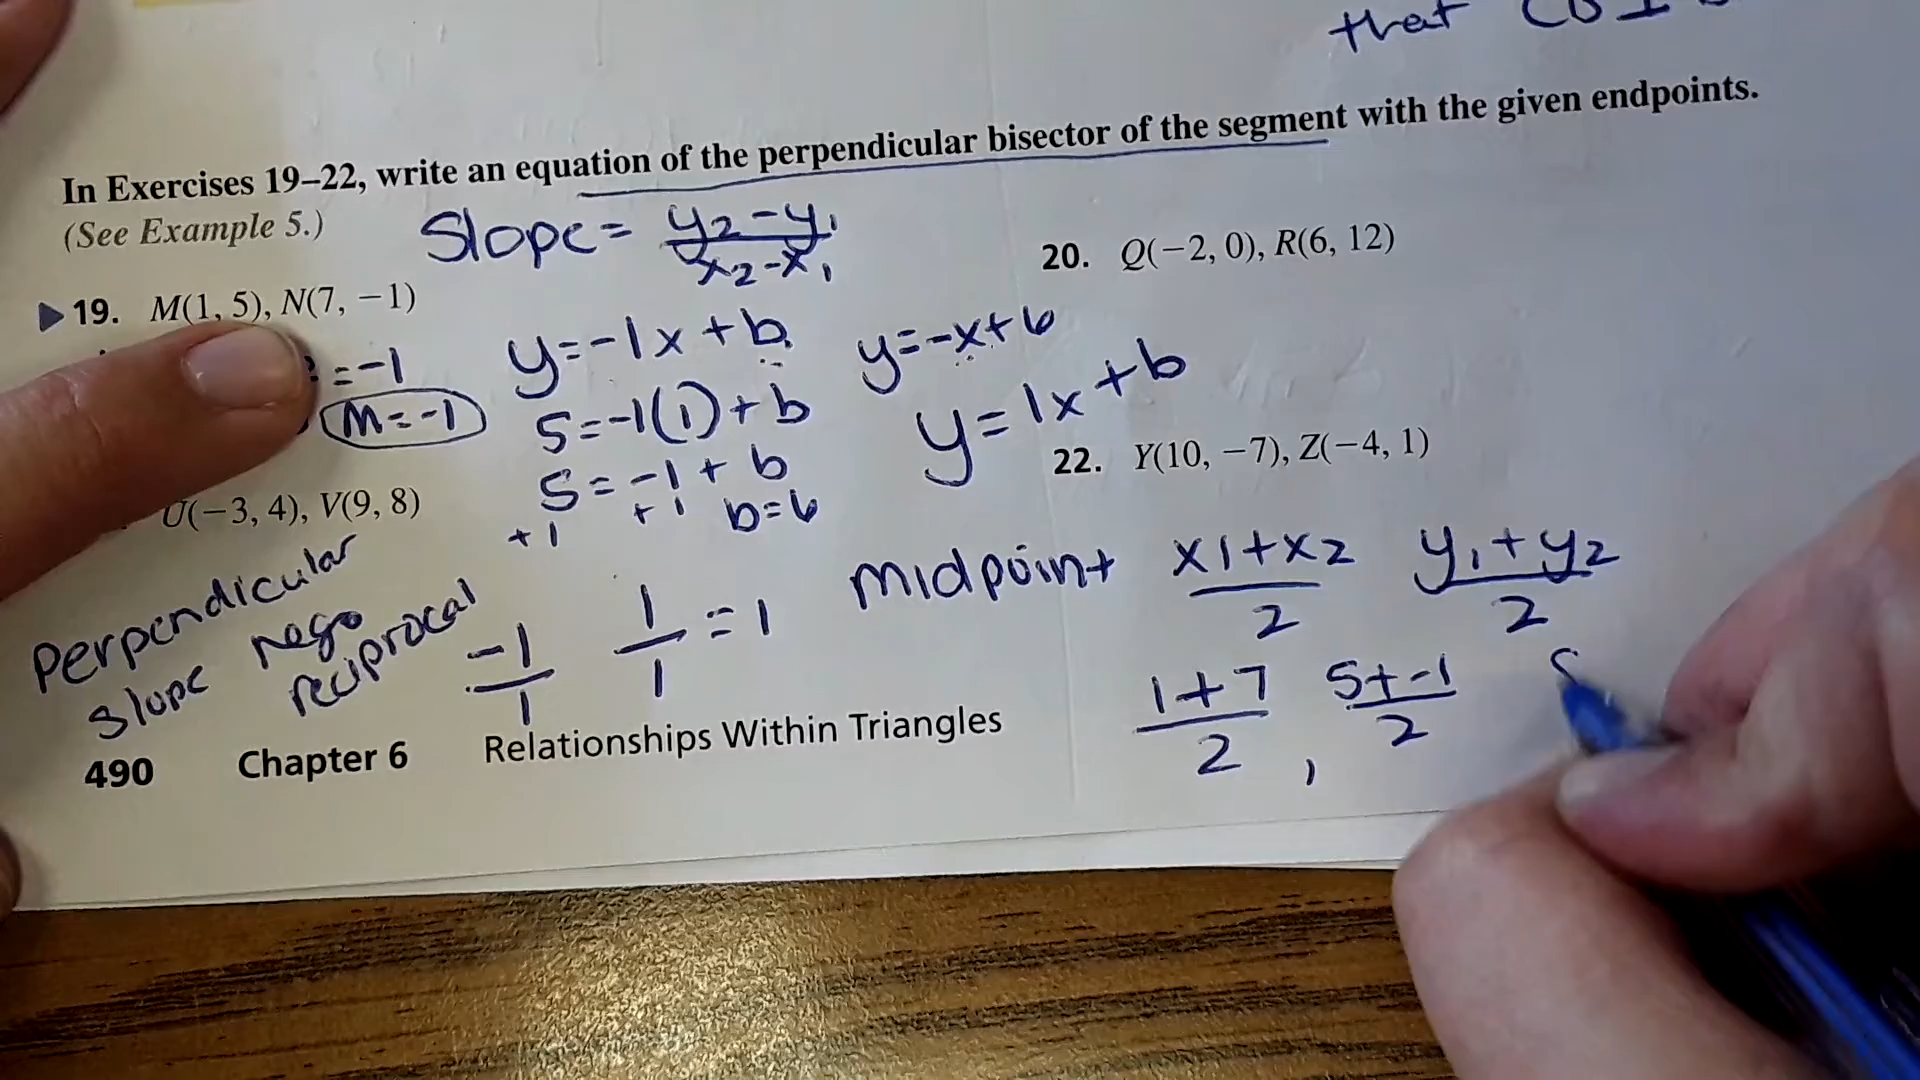 that
In Exercises 19–22, write an equation of the perpendicular bisector of the segment with the given endpoints.
(See Example 5.)
Slope = y2 - y1 / x2 - x1
19. M(1, 5), N(7, −1)
20. Q(−2, 0), R(6, 12)
= -1
m = -1
y = -1x + b
5 = -1(1) + b
5 = -1 + b
+1 +1 b = 6
y = -x + 6
y = 1x + b
U(−3, 4), V(9, 8)
22. Y(10, −7), Z(−4, 1)
Perpendicular
slope nego
reciprocal
-1/1 1/1 = 1
midpoint x1 + x2 / 2 y1 + y2 / 2
1 + 7 / 2 , 5 + -1 / 2
490 Chapter 6 Relationships Within Triangles